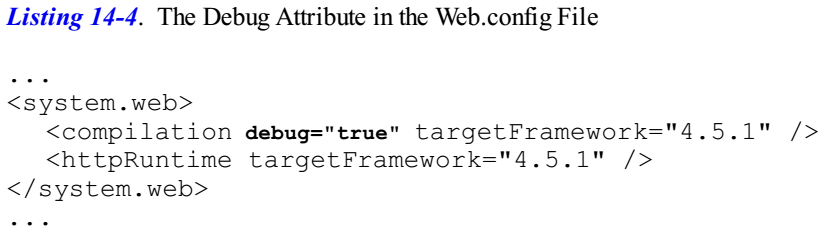 Listing 14-4. The Debug Attribute in the Web.config File
...
<system.web>
<compilation debug="true" targetFramework="4.5.1" />
<httpRuntime targetFramework="4.5.1" />
</system.web>
...